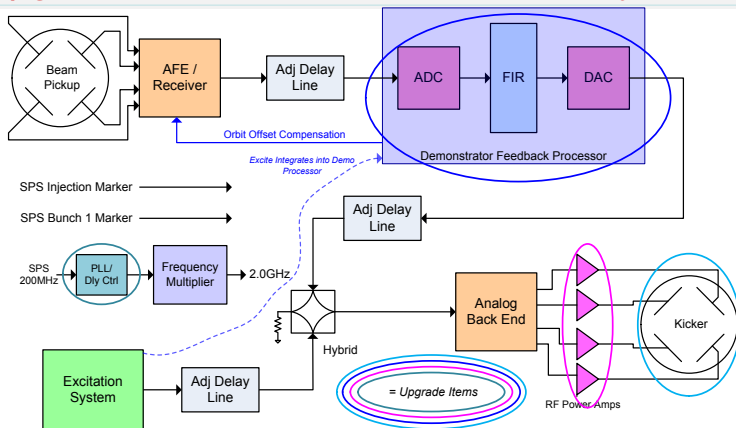 Beam
Pickup
AFE /
Receiver
Adj Delay
Line
ADC
FIR
DAC
Orbit Offset Compensation
Demonstrator Feedback Processor
Excite Integrates into Demo
Processor
SPS Injection Marker
SPS Bunch 1 Marker
Adj Delay
Line
SPS
200MHz
PLL/
Dly Ctrl
Frequency
Multiplier
2.0GHz
Analog
Back End
Kicker
Hybrid
Excitation
System
Adj Delay
Line
= Upgrade Items
RF Power Amps